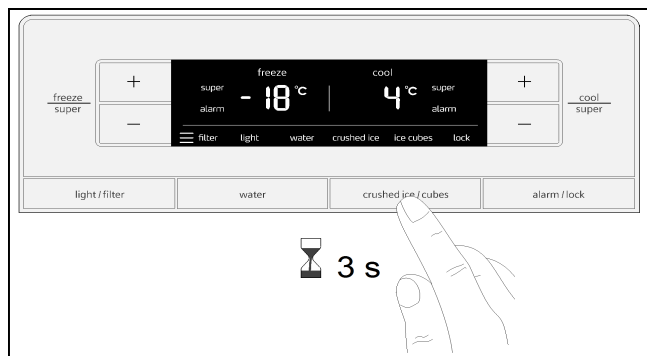 freeze
super
+
−
freeze cool
super - 18 °C 4 °C super
alarm alarm
filter light water crushed ice ice cubes lock
+
−
cool
super
light / filter water crushed ice / cubes alarm / lock
3 s